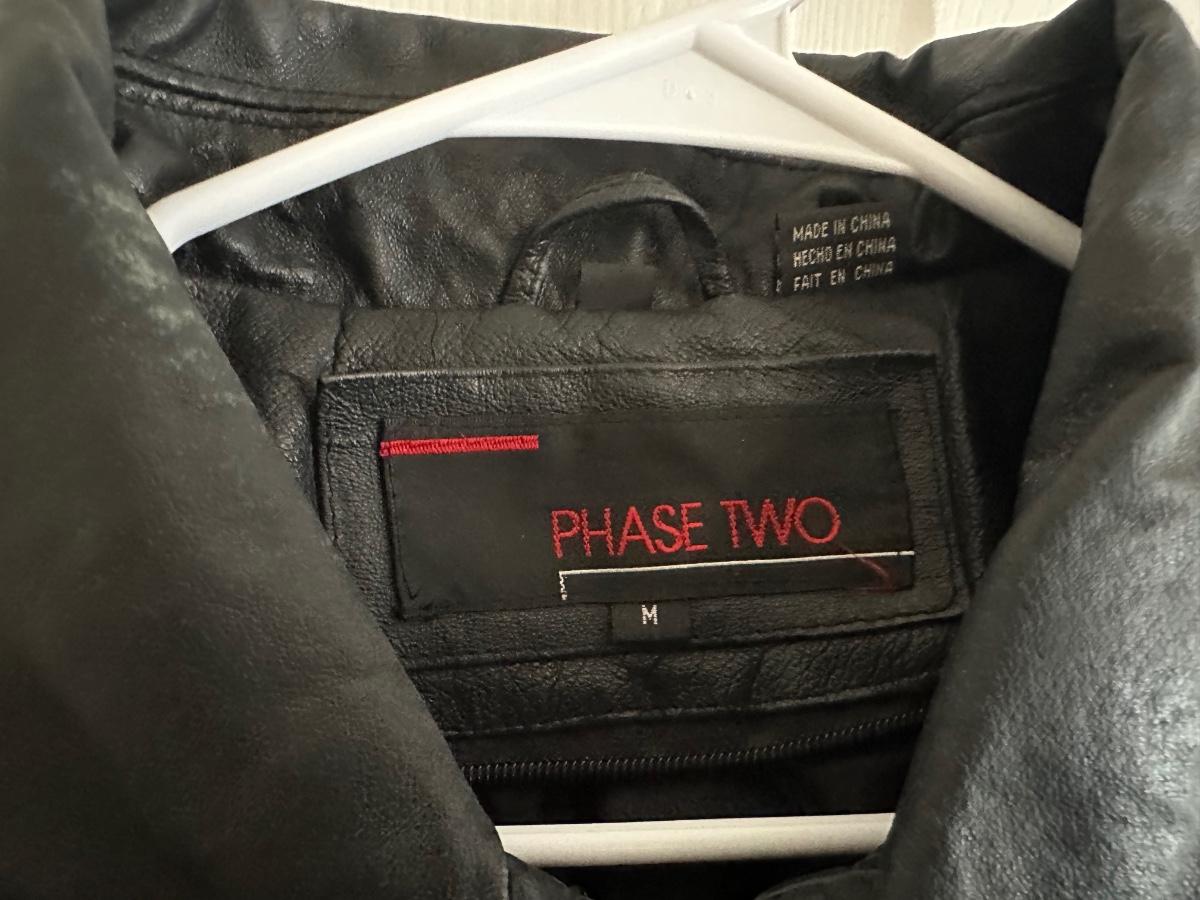 MADE IN CHINA
HECHO EN CHINA
FAIT EN CHINA
PHASE TWO
M